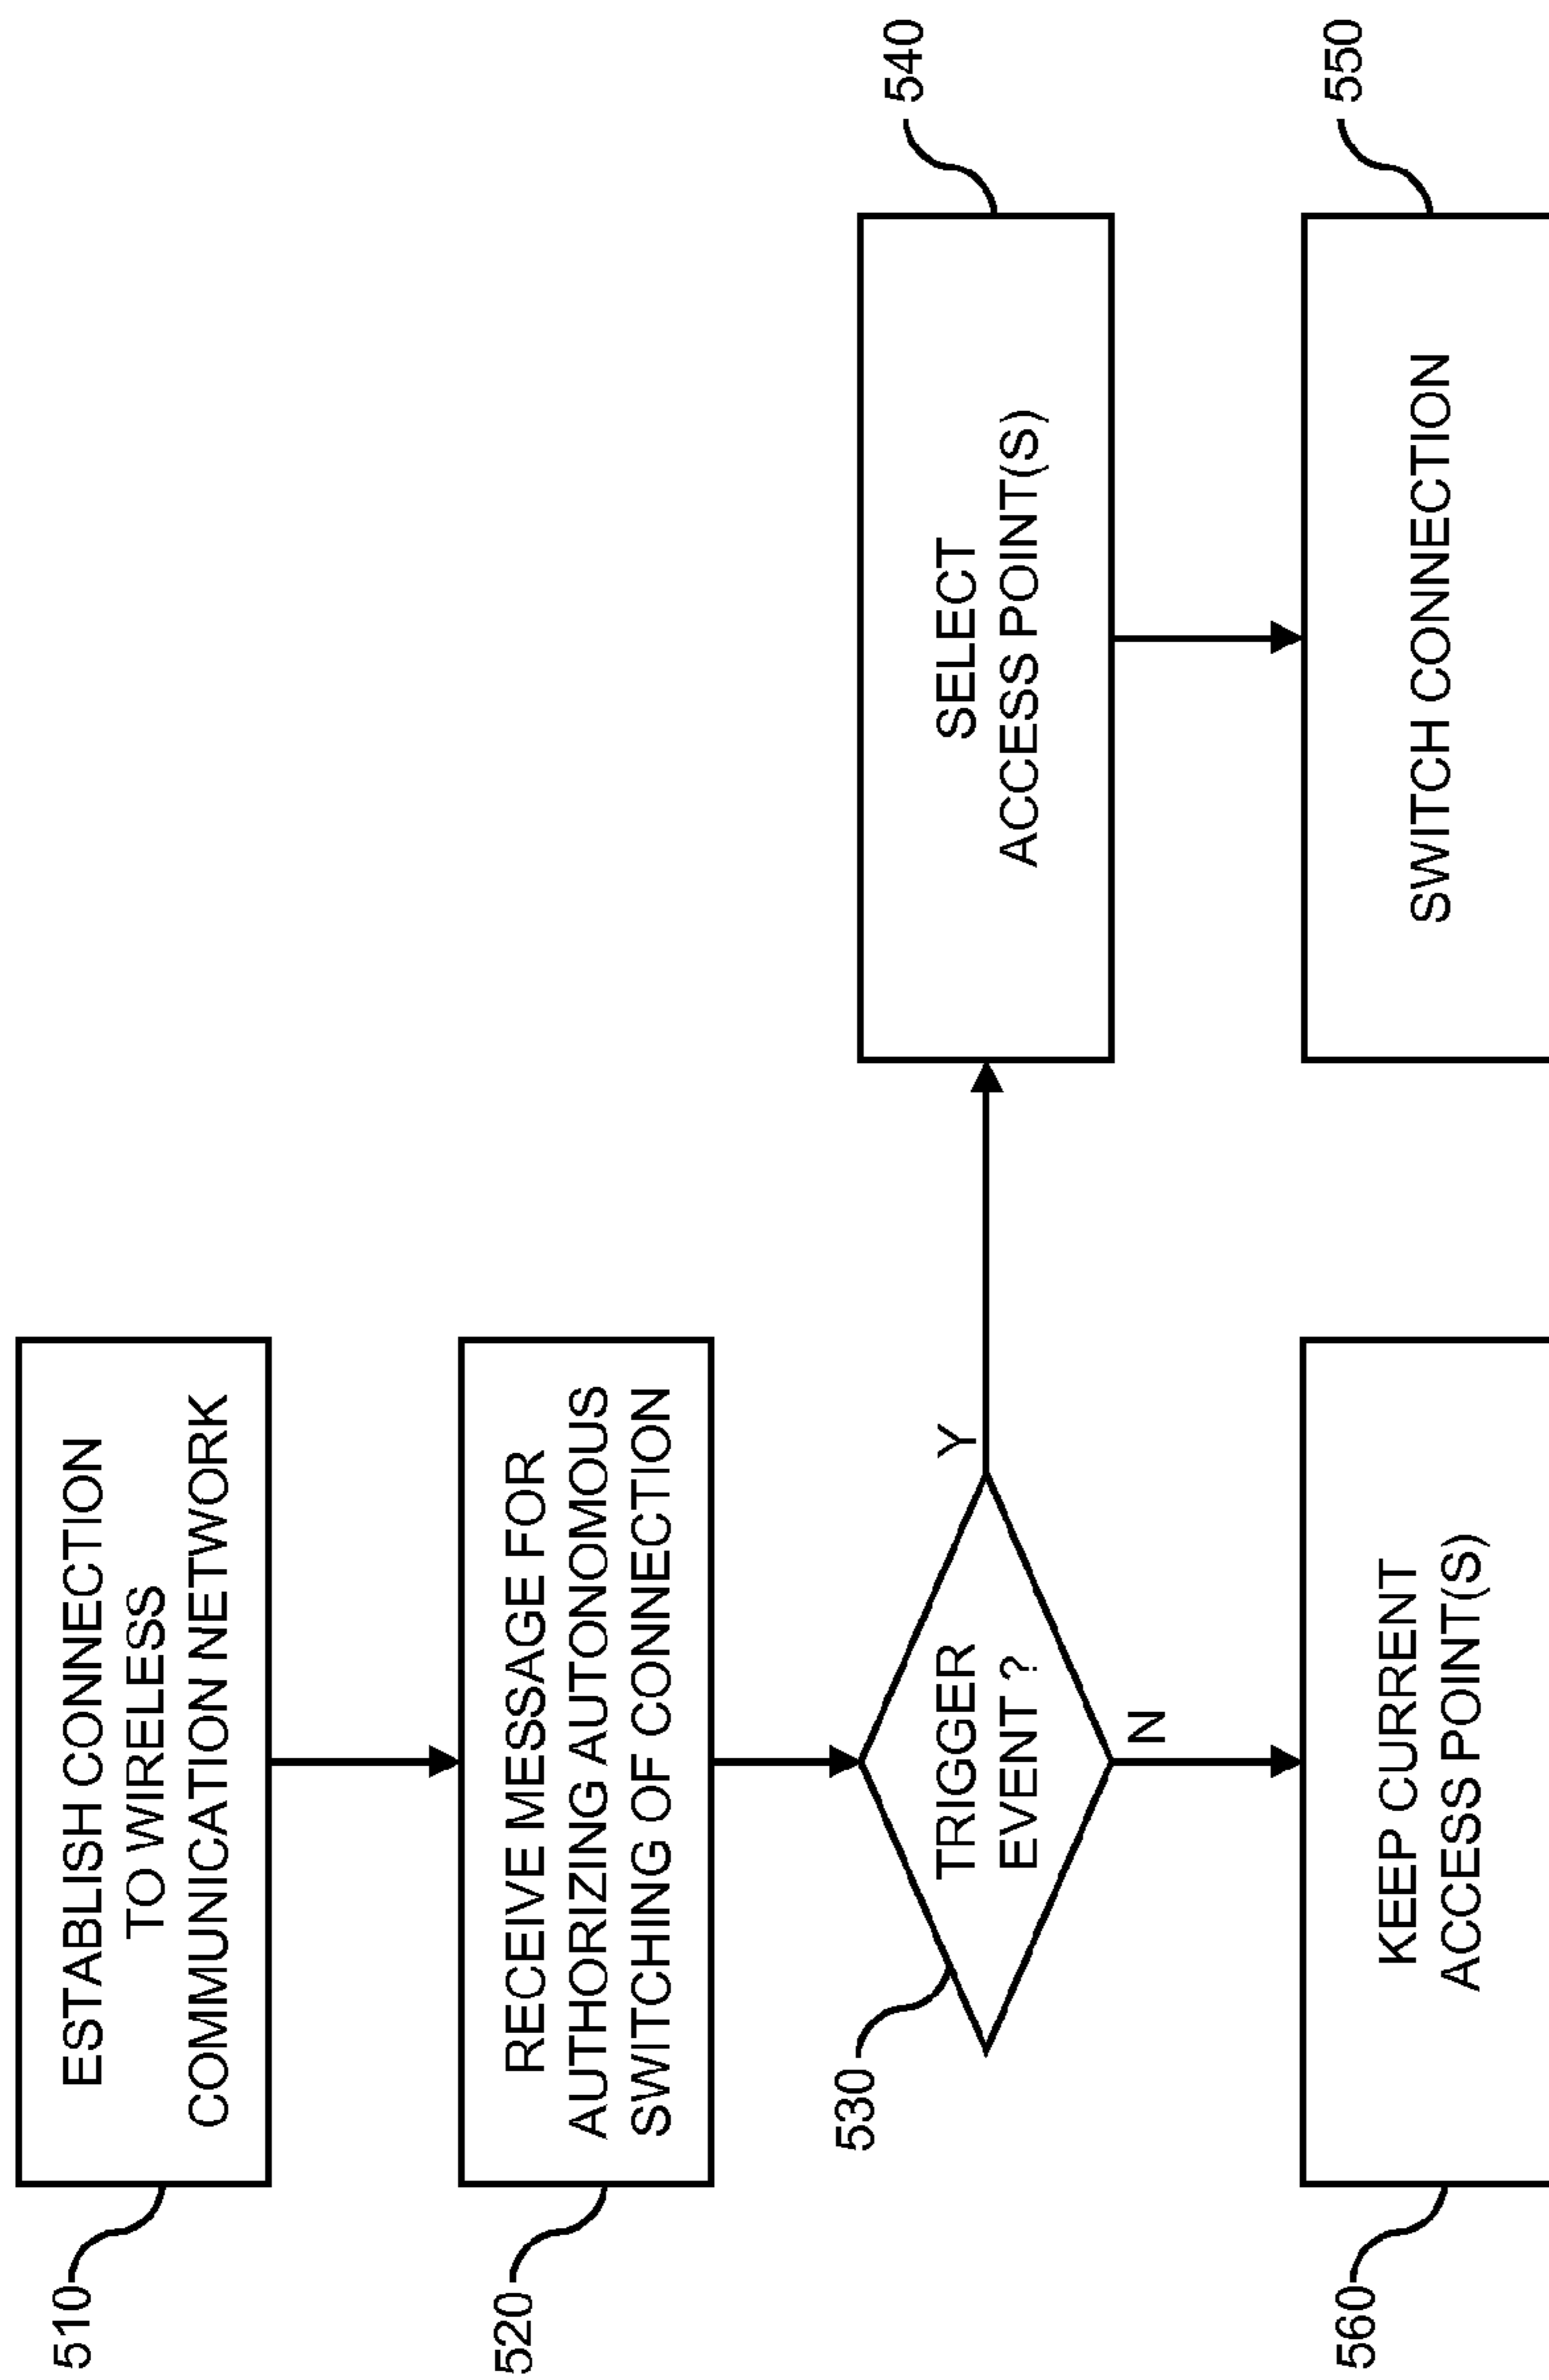 510
ESTABLISH CONNECTION
TO WIRELESS
COMMUNICATION NETWORK
520
RECEIVE MESSAGE FOR
AUTHORIZING AUTONOMOUS
SWITCHING OF CONNECTION
530
TRIGGER
EVENT ?
Y
N
540
SELECT
ACCESS POINT(S)
550
SWITCH CONNECTION
560
KEEP CURRENT
ACCESS POINT(S)